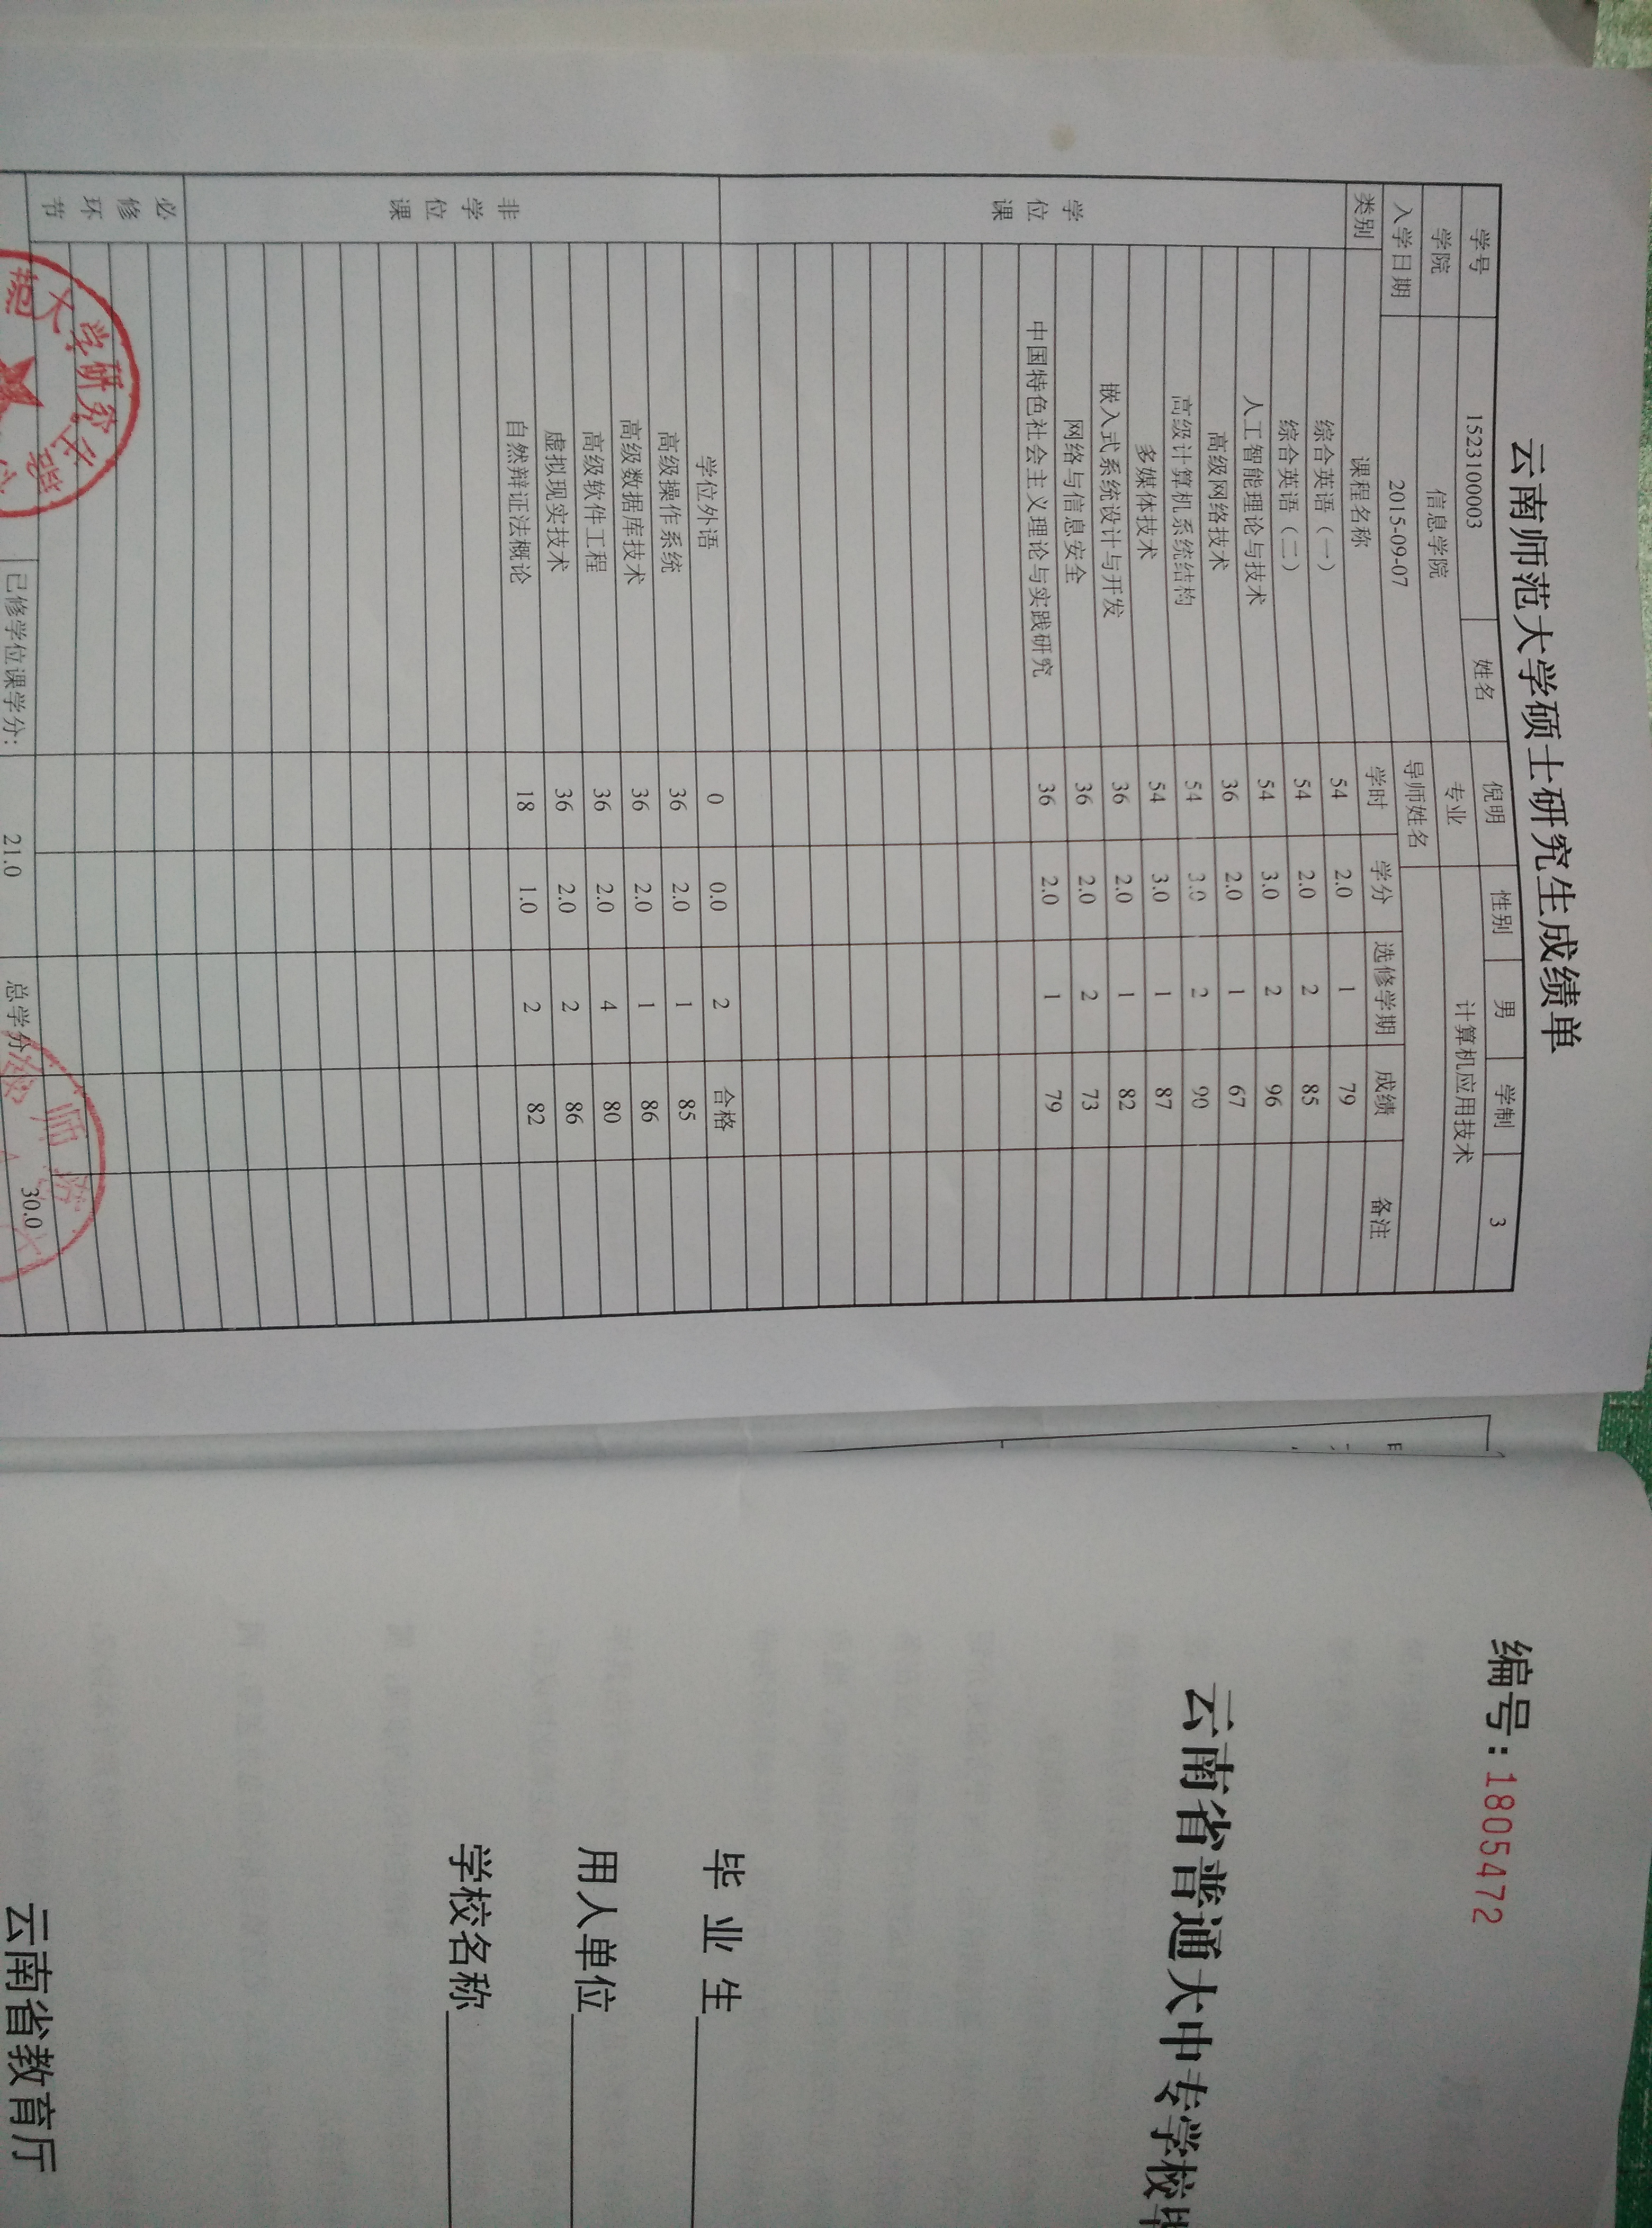 云南师范大学硕士研究生成绩单
学号 1523100003 姓名 倪明 性别 男 学制 3
学院 信息学院 专业 计算机应用技术
入学日期 2015-09-07 导师姓名
类别 课程名称 学时 学分 选修学期 成绩 备注
学位课
综合英语（一） 54 2.0 1 79
综合英语（二） 54 2.0 2 85
人工智能理论与技术 54 3.0 2 96
高级网络技术 36 2.0 1 67
高级计算机系统结构 54 3.0 2 90
多媒体技术 54 3.0 1 87
嵌入式系统设计与开发 36 2.0 1 82
网络与信息安全 36 2.0 2 73
中国特色社会主义理论与实践研究 36 2.0 1 79
非学位课
学位外语 0 0.0 2 合格
高级操作系统 36 2.0 1 85
高级数据库技术 36 2.0 1 86
高级软件工程 36 2.0 4 80
虚拟现实技术 36 2.0 2 86
自然辩证法概论 18 1.0 2 82
必修环节
已修学位课学分: 21.0 总学分 30.0
大学研究生
师范大
编号:1805472
云南省普通大中专学校毕
毕业生
用人单位
学校名称
云南省教育厅